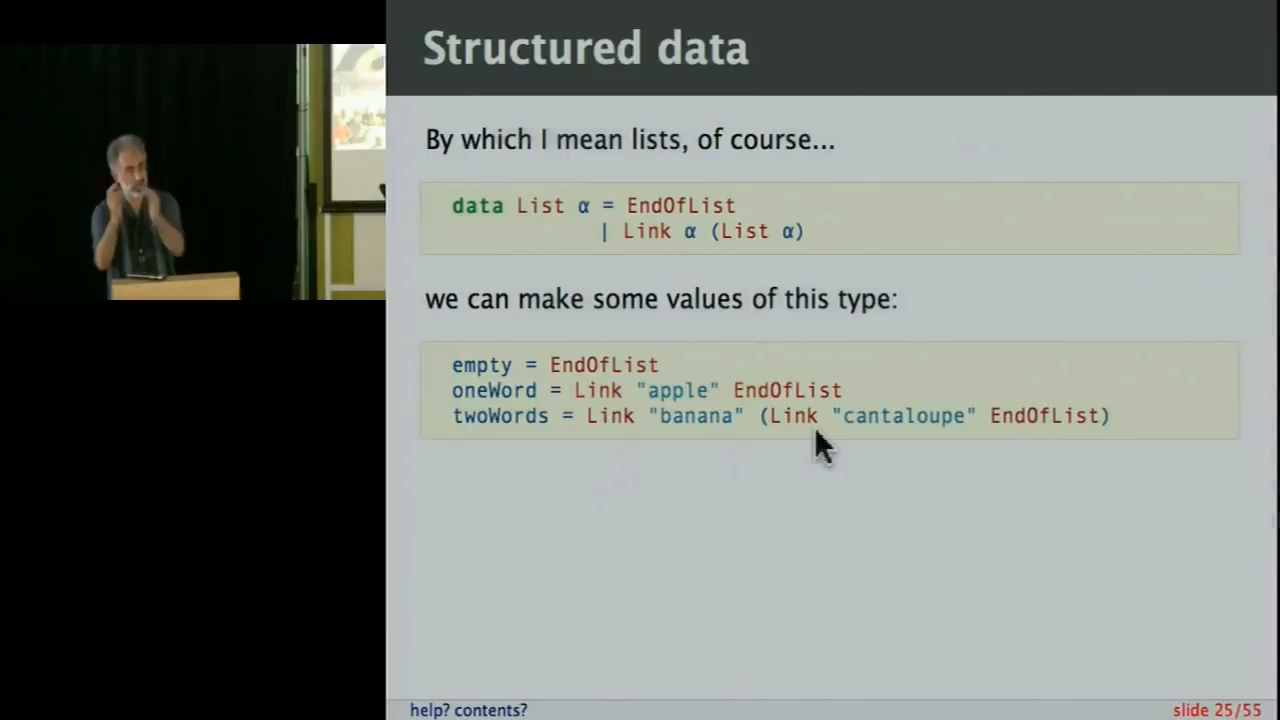 Structured data
By which I mean lists, of course...
data List α = EndOfList
| Link α (List α)
we can make some values of this type:
empty = EndOfList
oneWord = Link "apple" EndOfList
twoWords = Link "banana" (Link "cantaloupe" EndOfList)
help? contents?
slide 25/55